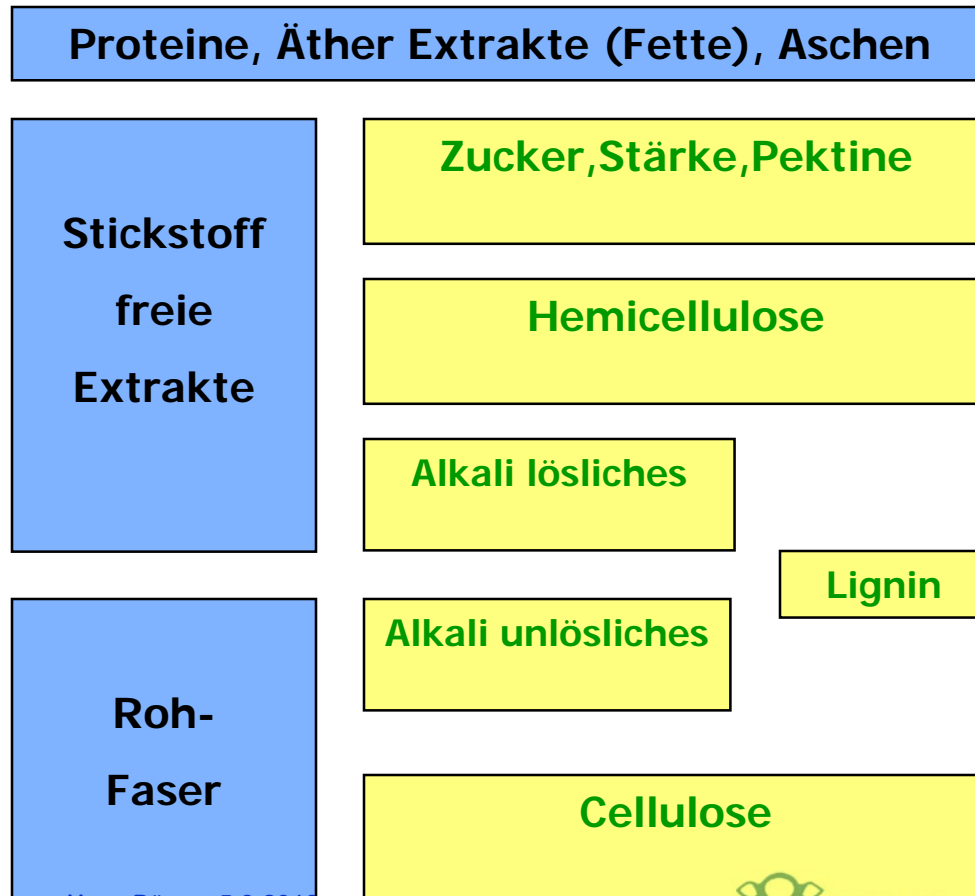 Proteine, Äther Extrakte (Fette), Aschen
Stickstoff
freie
Extrakte
Zucker,Stärke,Pektine
Hemicellulose
Alkali lösliches
Lignin
Alkali unlösliches
Roh-
Faser
Cellulose